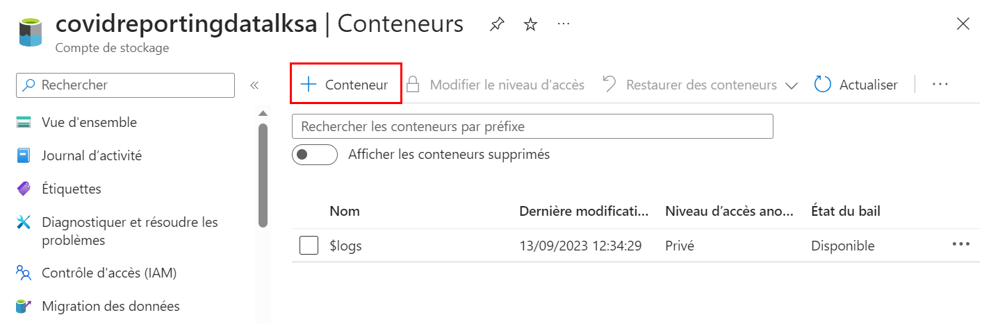 covidreportingdatalksa | Conteneurs
Compte de stockage
Rechercher
Conteneur
Modifier le niveau d'accès
Restaurer des conteneurs
Actualiser
Rechercher les conteneurs par préfixe
Afficher les conteneurs supprimés
Vue d'ensemble
Journal d’activité
Étiquettes
Diagnostiquer et résoudre les
problèmes
Contrôle d'accès (IAM)
Migration des données
Nom Dernière modificati... Niveau d’accès ano... État du bail
$logs 13/09/2023 12:34:29 Privé Disponible